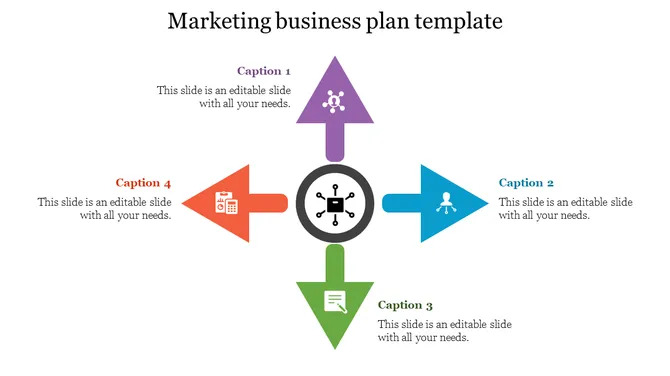 Marketing business plan template
Caption 1
This slide is an editable slide
with all your needs.
Caption 4
This slide is an editable slide
with all your needs.
Caption 2
This slide is an editable slide
with all your needs.
Caption 3
This slide is an editable slide
with all your needs.